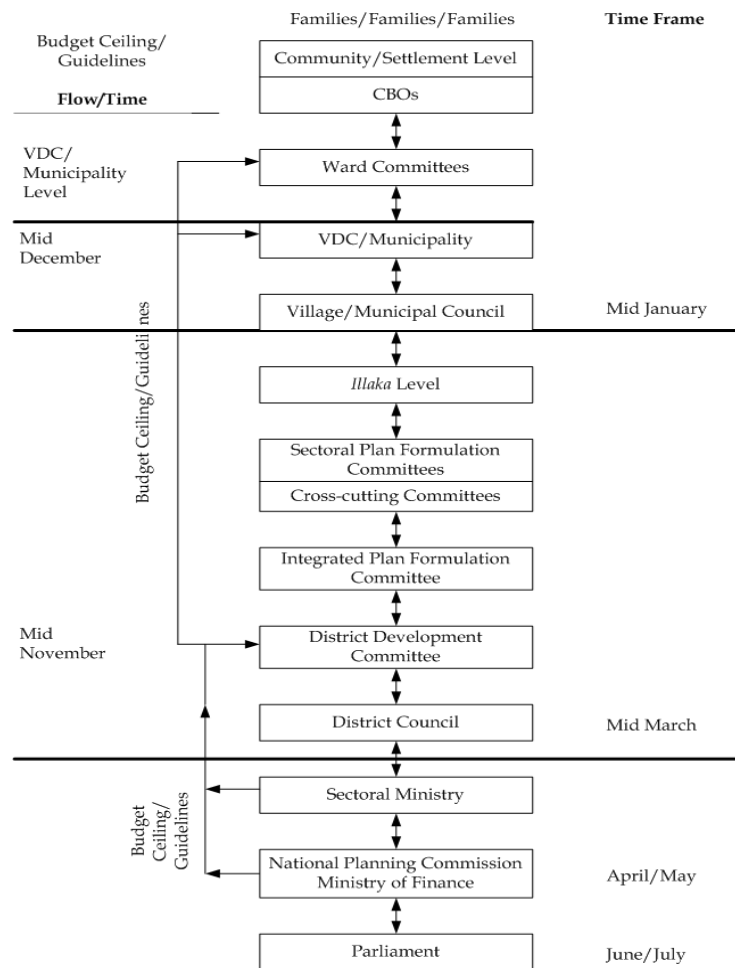 Families/Families/Families
Time Frame
Budget Ceiling/
Guidelines
Community/Settlement Level
Flow/Time
CBOs
VDC/
Municipality
Level
Ward Committees
Mid
December
VDC/Municipality
Village/Municipal Council
Mid January
Budget Ceiling/Guidelines
Illaka Level
Sectoral Plan Formulation
Committees
Cross-cutting Committees
Integrated Plan Formulation
Committee
Mid
November
District Development
Committee
District Council
Mid March
Budget
Ceiling/
Guidelines
Sectoral Ministry
National Planning Commission
Ministry of Finance
April/May
Parliament
June/July